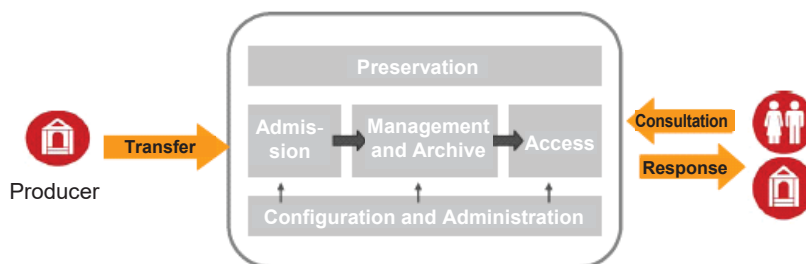 Preservation
Admis-
sion
Management
and Archive
Access
Transfer
Consultation
Response
Producer
Configuration and Administration